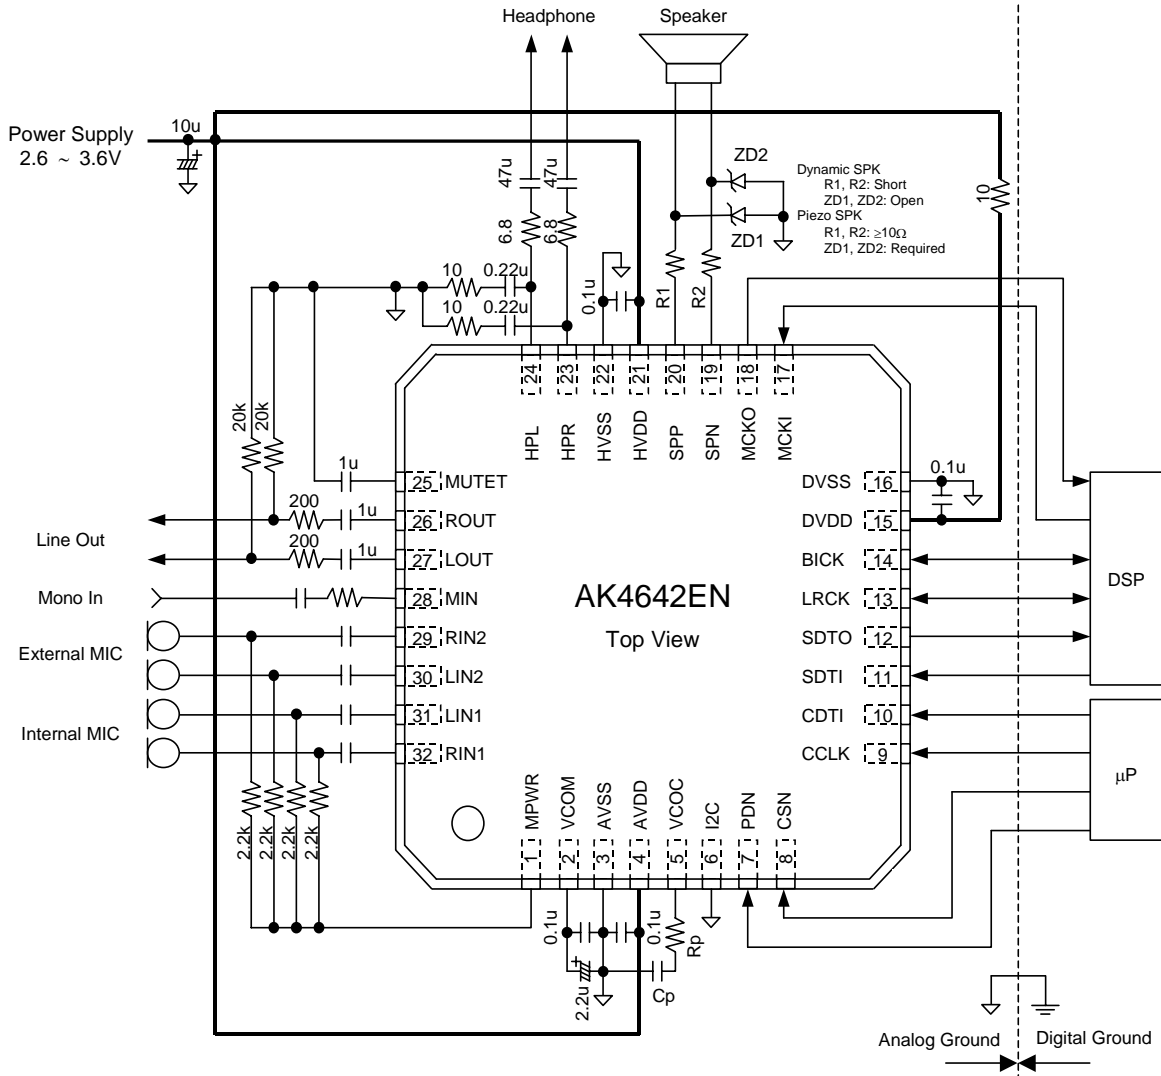 Headphone
Speaker
Power Supply
2.6 ~ 3.6V
10u
+
47u
47u
6.8
6.8
ZD2
ZD1
Dynamic SPK
R1, R2: Short
ZD1, ZD2: Open
Piezo SPK
R1, R2: ≥10Ω
ZD1, ZD2: Required
10
10
0.22u
10
0.22u
0.1u
R1
R2
24
23
22
21
20
19
18
17
HPL
HPR
HVSS
HVDD
SPP
SPN
MCKO
MCKI
20k
20k
1u
25 MUTET
200
1u
26 ROUT
200
1u
27 LOUT
Line Out
Mono In
28 MIN
External MIC
29 RIN2
30 LIN2
Internal MIC
31 LIN1
32 RIN1
AK4642EN
Top View
0.1u
DVSS 16
DVDD 15
BICK 14
LRCK 13
SDTO 12
SDTI 11
CDTI 10
CCLK 9
DSP
µP
2.2k
2.2k
2.2k
2.2k
MPWR
VCOM
AVSS
AVDD
VCOC
I2C
PDN
CSN
1
2
3
4
5
6
7
8
0.1u
0.1u
Rp
+
2.2u
Cp
Analog Ground
Digital Ground